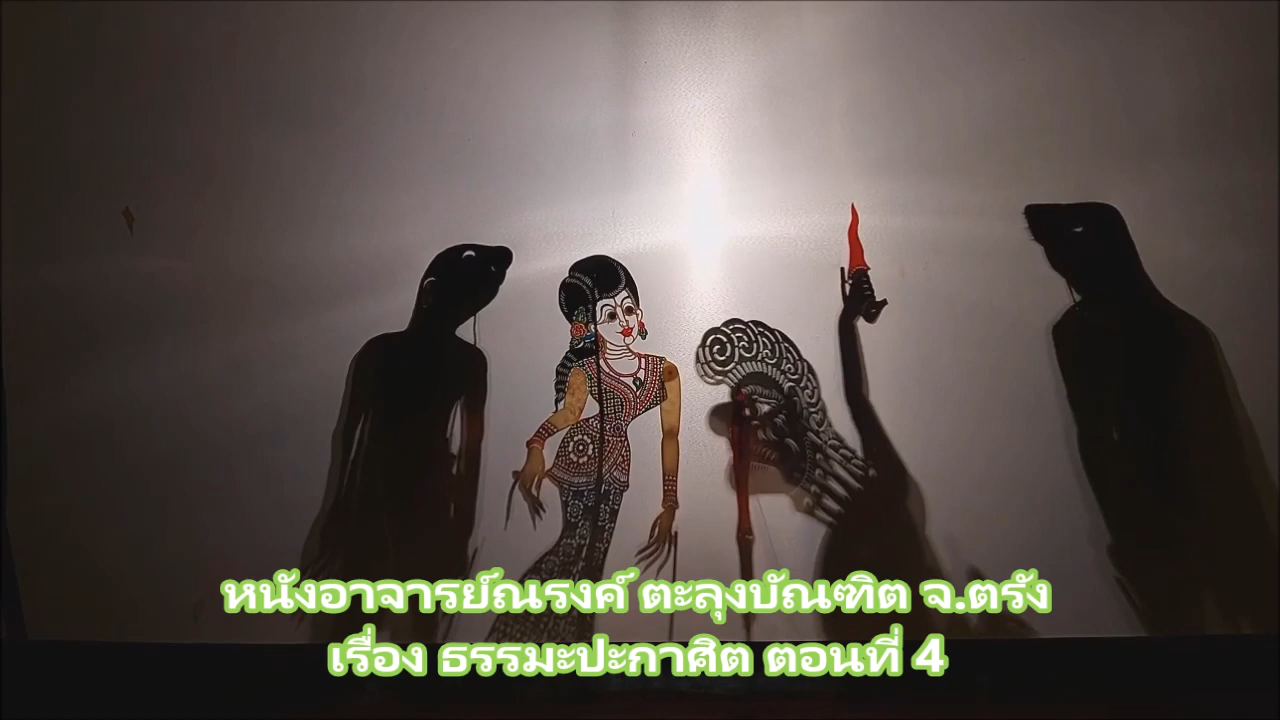 หนังอาจารย์ณรงค์ ตะลุงบัณฑิต จ.ตรัง
เรื่อง ธรรมะปะกาศิต ตอนที่ 4